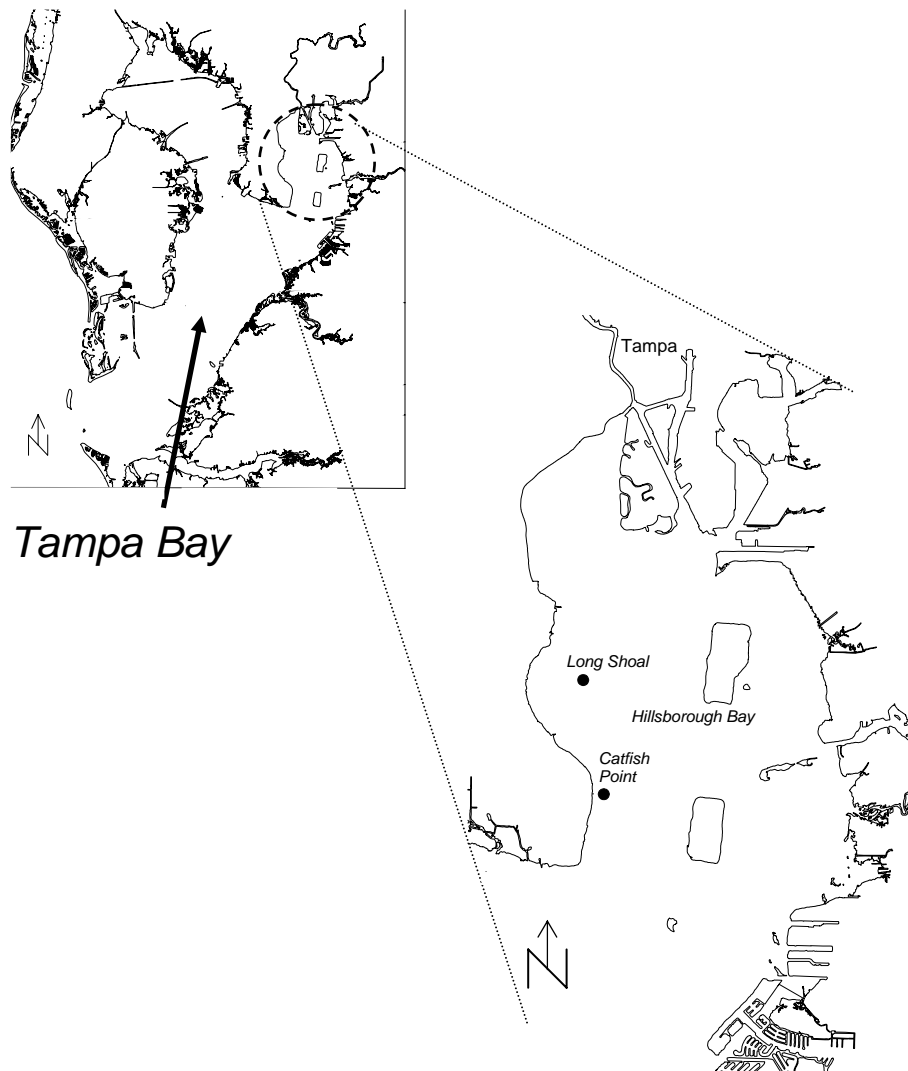 Tampa Bay
Tampa
Long Shoal
Hillsborough Bay
Catfish
Point
N
N